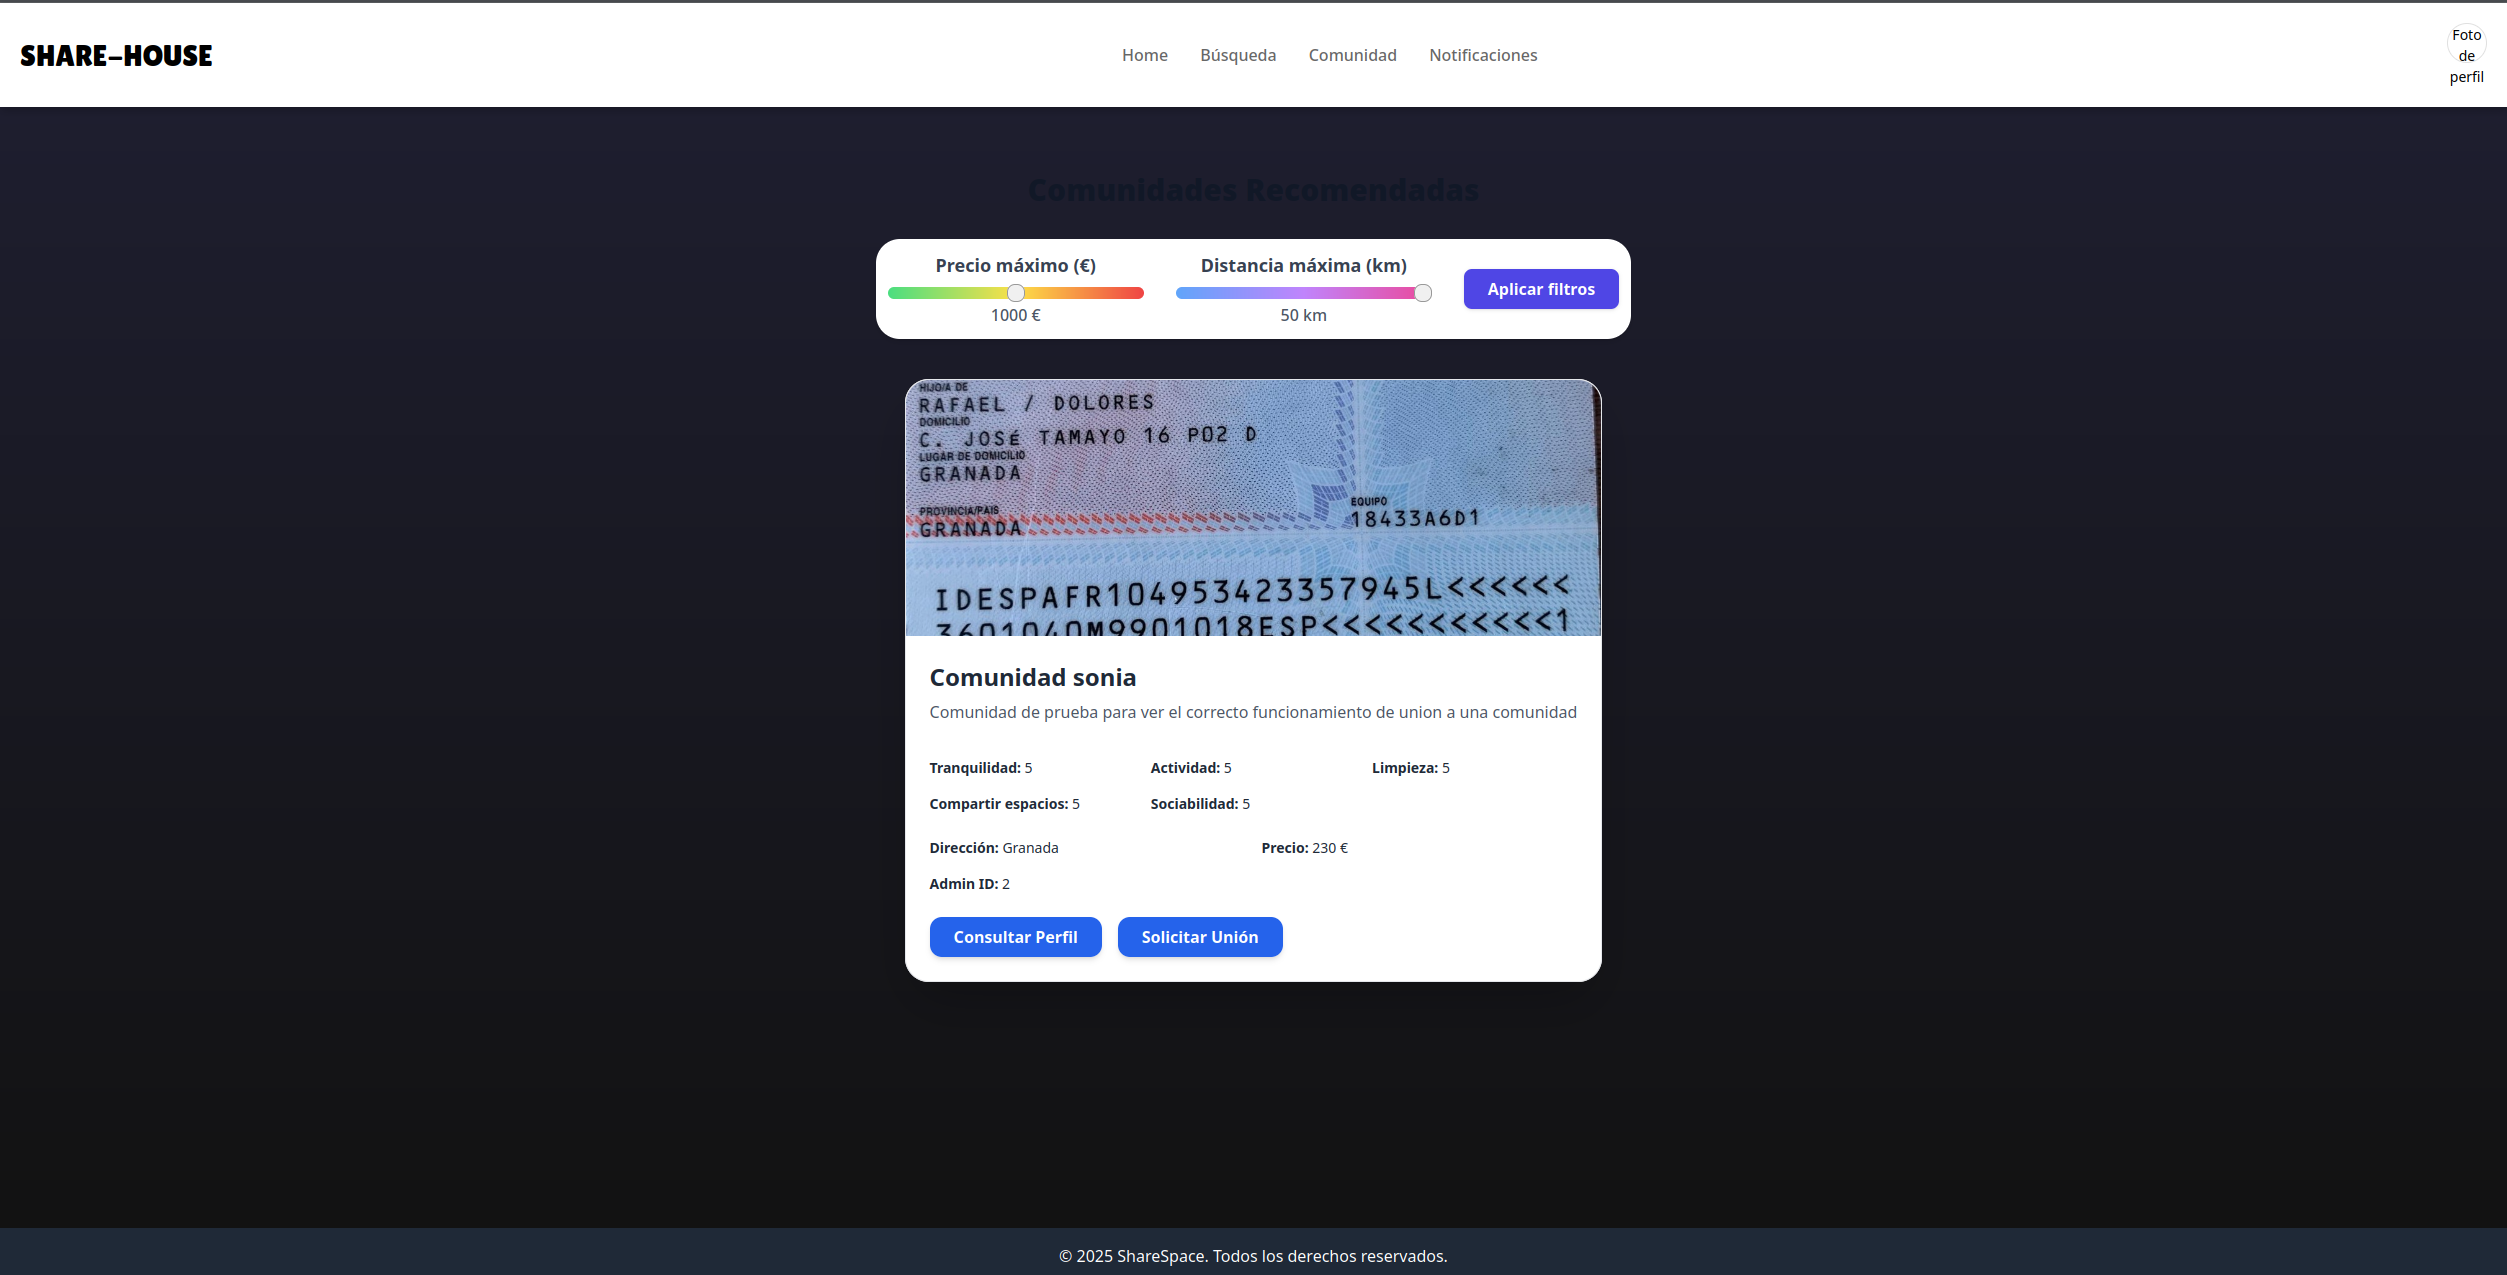 SHARE-HOUSE
Home Búsqueda Comunidad Notificaciones
Foto
de
perfil
Comunidades Recomendadas
Precio máximo (€) Distancia máxima (km)
Aplicar filtros
1000 € 50 km
HIJO/A DE
RAFAEL / DOLORES
DOMICILIO
C. JOSÉ TAMAYO 16 P02 D
LUGAR DE DOMICILIO
GRANADA
PROVINCIA/PAÍS
GRANADA
EQUIPO
18433A6D1
IDESPAFR104953423357945L<<<<<<
3601040M9901018ESP<<<<<<<<<<<1
Comunidad sonia
Comunidad de prueba para ver el correcto funcionamiento de union a una comunidad
Tranquilidad: 5 Actividad: 5 Limpieza: 5
Compartir espacios: 5 Sociabilidad: 5
Dirección: Granada Precio: 230 €
Admin ID: 2
Consultar Perfil Solicitar Unión
© 2025 ShareSpace. Todos los derechos reservados.